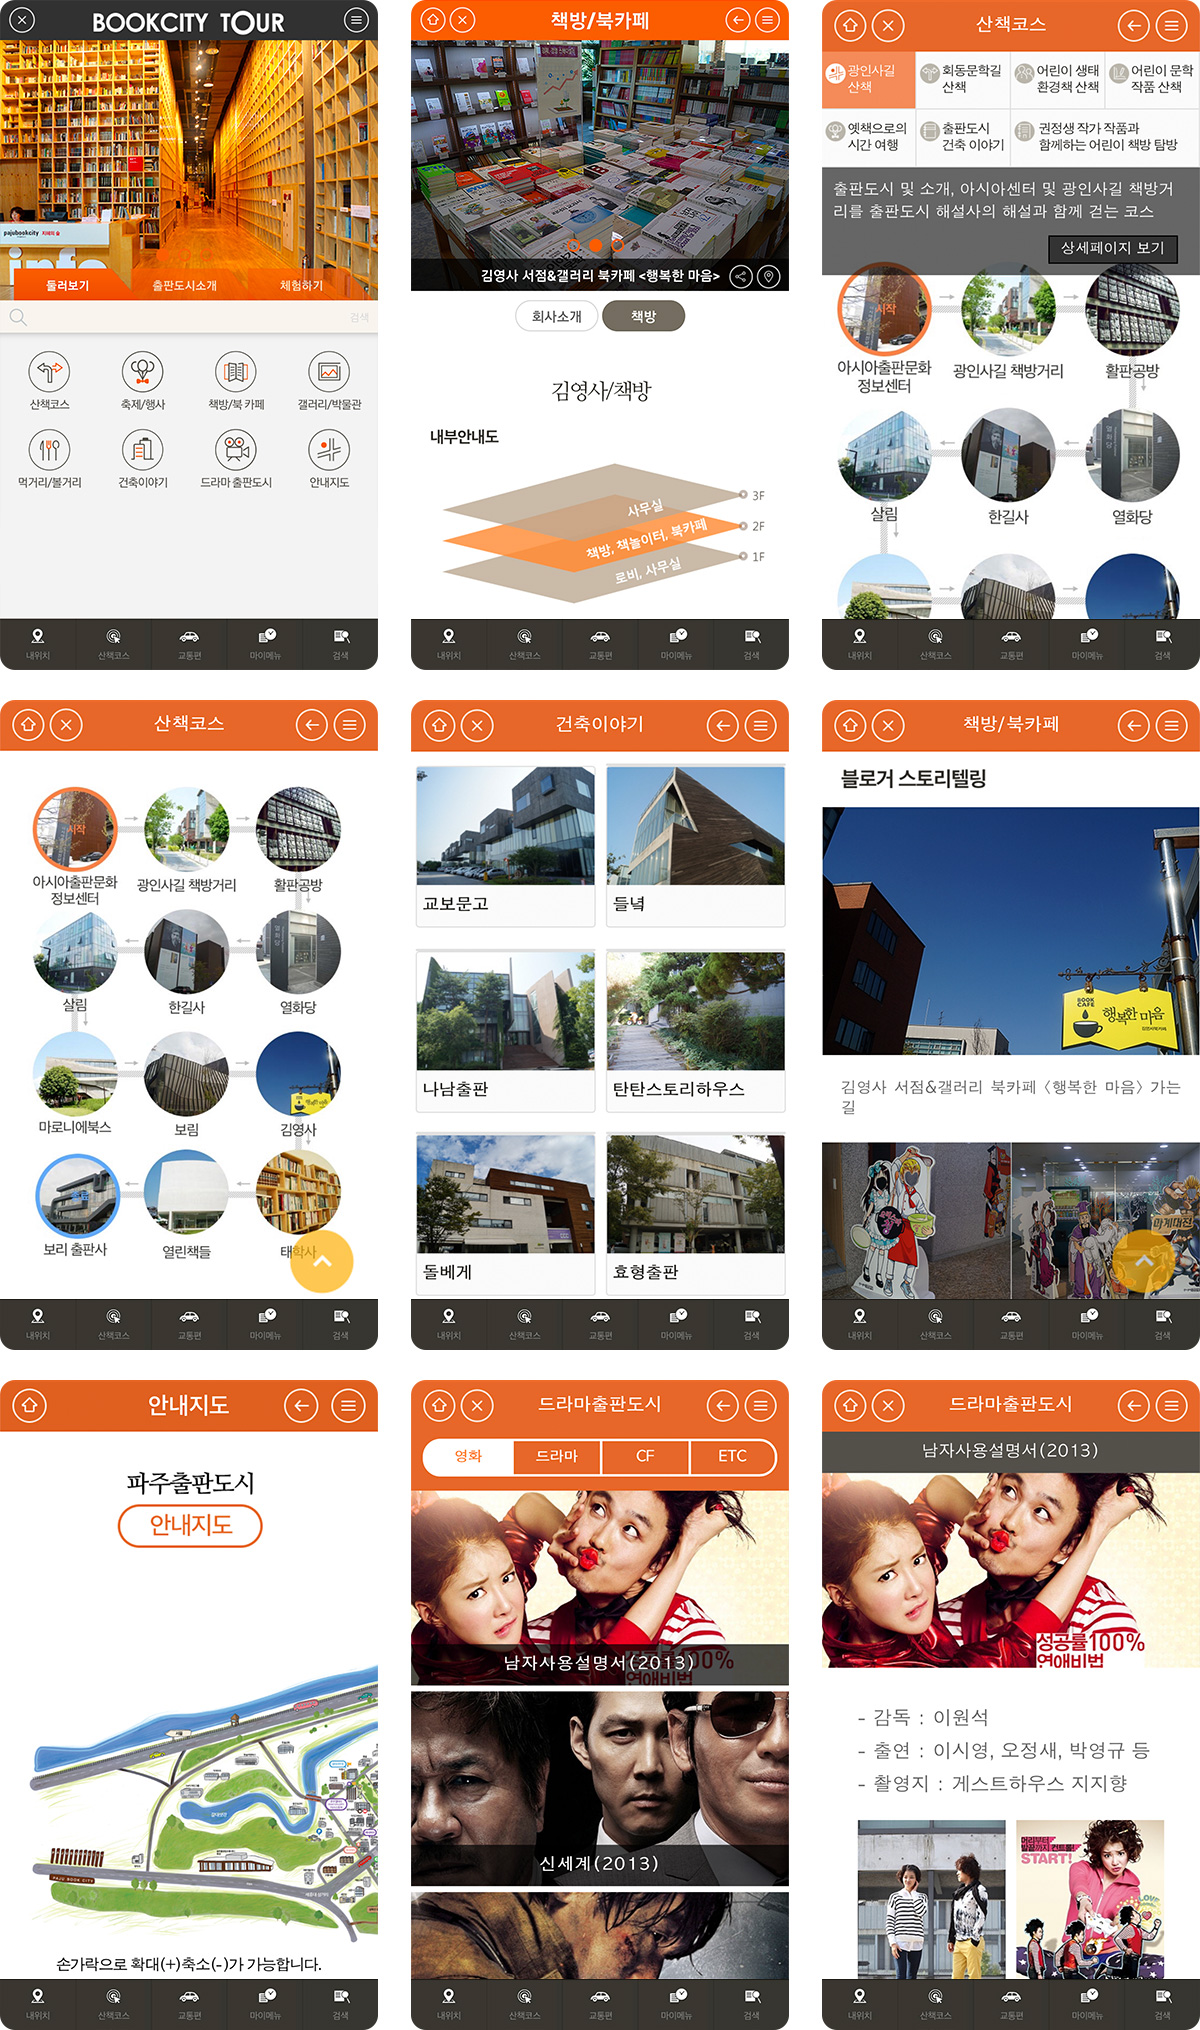 BOOKCITY TOUR
pajubookcity 지혜의 숲
info
둘러보기
출판도시소개
체험하기
검색
산책코스
축제/행사
책방/북 카페
갤러리/박물관
먹거리/볼거리
건축이야기
드라마 출판도시
안내지도
내위치
산책코스
교통편
마이메뉴
검색
책방/북카페
김영사 서점&갤러리 북카페 <행복한 마음>
회사소개
책방
김영사/책방
내부안내도
사무실
3F
책방, 책놀이터, 북카페
2F
로비, 사무실
1F
내위치
산책코스
교통편
마이메뉴
검색
산책코스
광인사길
산책
회동문학길
산책
어린이 생태
환경책 산책
어린이 문학
작품 산책
옛책으로의
시간 여행
출판도시
건축 이야기
권정생 작가 작품과
함께하는 어린이 책방 탐방
출판도시 및 소개, 아시아센터 및 광인사길 책방거
리를 출판도시 해설사의 해설과 함께 걷는 코스
상세페이지 보기
시작
아시아출판문화
정보센터
광인사길 책방거리
활판공방
살림
한길사
열화당
내위치
산책코스
교통편
마이메뉴
검색
산책코스
시작
아시아출판문화
정보센터
광인사길 책방거리
활판공방
살림
한길사
열화당
마로니에북스
보림
김영사
보리 출판사
열린책들
태학사
내위치
산책코스
교통편
마이메뉴
검색
건축이야기
교보문고
들녘
나남출판
탄탄스토리하우스
돌베게
효형출판
내위치
산책코스
교통편
마이메뉴
검색
책방/북카페
블로거 스토리텔링
BOOK
CAFE
행복한 마음
김영사 서점&갤러리 북카페 <행복한 마음> 가는
길
마계대전
내위치
산책코스
교통편
마이메뉴
검색
안내지도
파주출판도시
안내지도
PAJU BOOK CITY
손가락으로 확대(+)축소(-)가 가능합니다.
내위치
산책코스
교통편
마이메뉴
검색
드라마출판도시
영화
드라마
CF
ETC
남자사용설명서(2013)
연애비법
신세계(2013)
내위치
산책코스
교통편
마이메뉴
검색
드라마출판도시
남자사용설명서(2013)
성공률100%
연애비법
- 감독 : 이원석
- 출연 : 이시영, 오정새, 박영규 등
- 촬영지 : 게스트하우스 지지향
머리부터
발끝까지 컨트롤!
START!
LOVE
내위치
산책코스
교통편
마이메뉴
검색